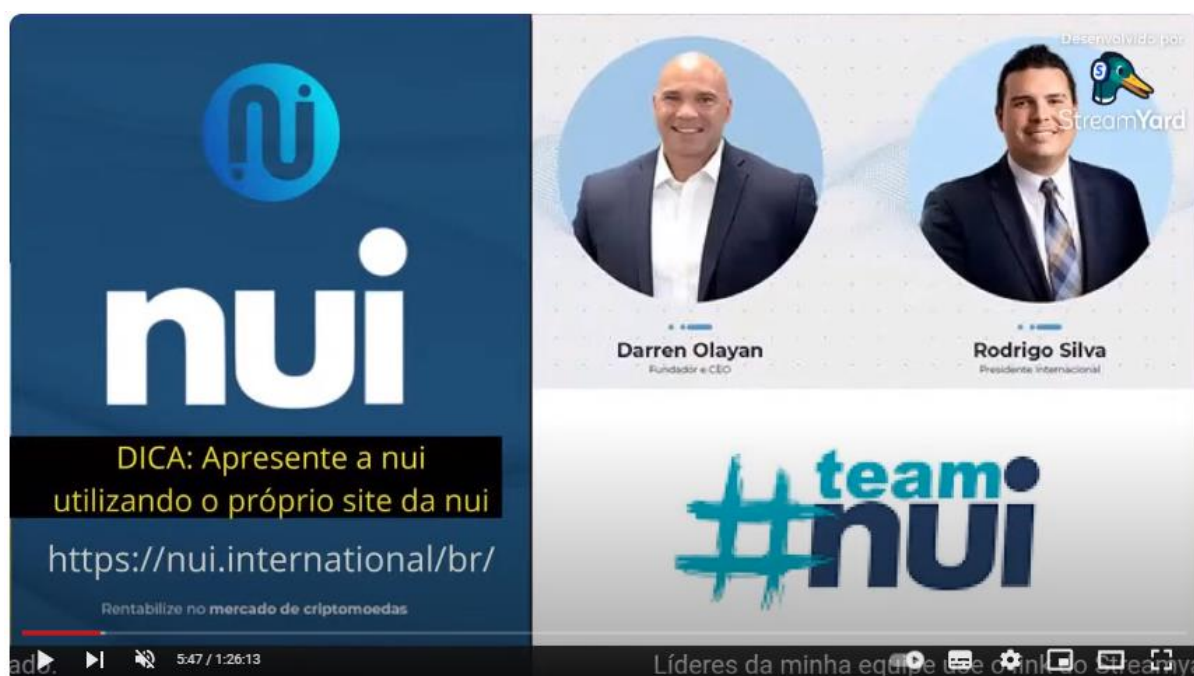 nui
nui
DICA: Apresente a nui
utilizando o próprio site da nui
https://nui.international/br/
Rentabilize no mercado de criptomoedas
Desenvolvido por
S
StreamYard
Darren Olayan
Fundador e CEO
Rodrigo Silva
Presidente Internacional
#team
nui
5:47 / 1:26:13
Líderes da minha equipe use o link do Streamya